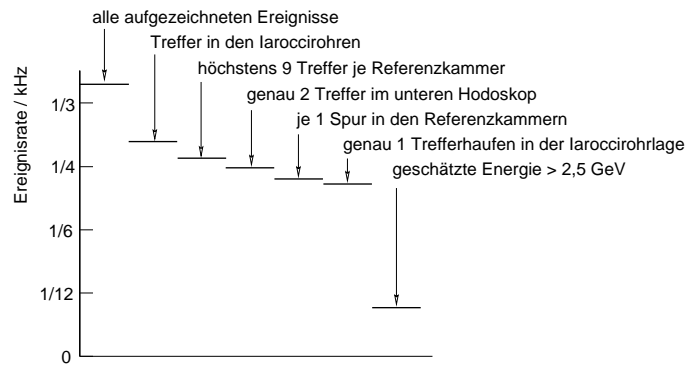 alle aufgezeichneten Ereignisse
Treffer in den Iaroccirohren
höchstens 9 Treffer je Referenzkammer
genau 2 Treffer im unteren Hodoskop
je 1 Spur in den Referenzkammern
genau 1 Trefferhaufen in der Iaroccirohrlage
geschätzte Energie > 2,5 GeV
Ereignisrate / kHz
1/3
1/4
1/6
1/12
0